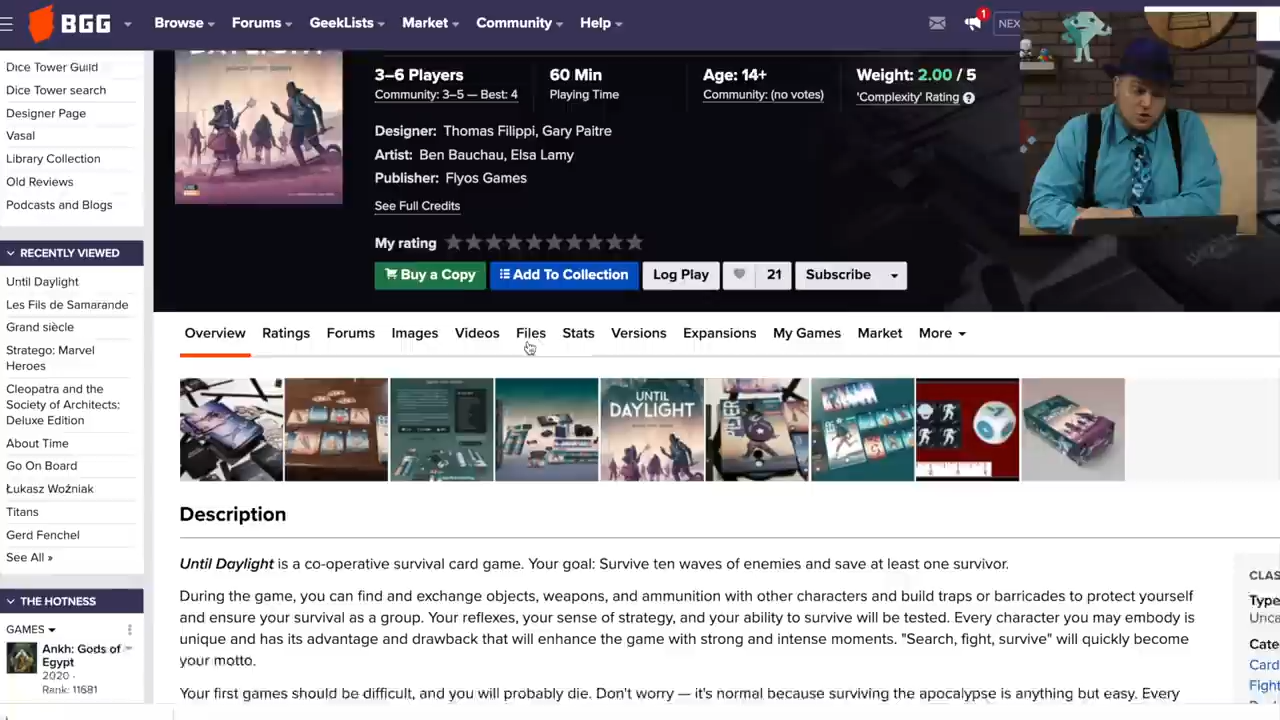 BGG
Browse
Forums
GeekLists
Market
Community
Help
1
NEX
Dice Tower Guild
Dice Tower search
Designer Page
Vasal
Library Collection
Old Reviews
Podcasts and Blogs
RECENTLY VIEWED
Until Daylight
Les Fils de Samarande
Grand siècle
Stratego: Marvel
Heroes
Cleopatra and the
Society of Architects:
Deluxe Edition
About Time
Go On Board
Łukasz Woźniak
Titans
Gerd Fenchel
See All »
THE HOTNESS
GAMES
Ankh: Gods of
Egypt
2020 -
Rank: 11681
DAYLIGHT
3–6 Players
Community: 3–5 — Best: 4
60 Min
Playing Time
Age: 14+
Community: (no votes)
Weight: 2.00 / 5
'Complexity' Rating ?
Designer: Thomas Filippi, Gary Paitre
Artist: Ben Bauchau, Elsa Lamy
Publisher: Flyos Games
See Full Credits
My rating
Buy a Copy
Add To Collection
Log Play
21
Subscribe
Overview
Ratings
Forums
Images
Videos
Files
Stats
Versions
Expansions
My Games
Market
More
UNTIL
DAYLIGHT
Description
Until Daylight is a co-operative survival card game. Your goal: Survive ten waves of enemies and save at least one survivor.
During the game, you can find and exchange objects, weapons, and ammunition with other characters and build traps or barricades to protect yourself
and ensure your survival as a group. Your reflexes, your sense of strategy, and your ability to survive will be tested. Every character you may embody is
unique and has its advantage and drawback that will enhance the game with strong and intense moments. "Search, fight, survive" will quickly become
your motto.
Your first games should be difficult, and you will probably die. Don't worry — it's normal because surviving the apocalypse is anything but easy. Every
CLAS
Type
Unca
Cate
Card
Fight